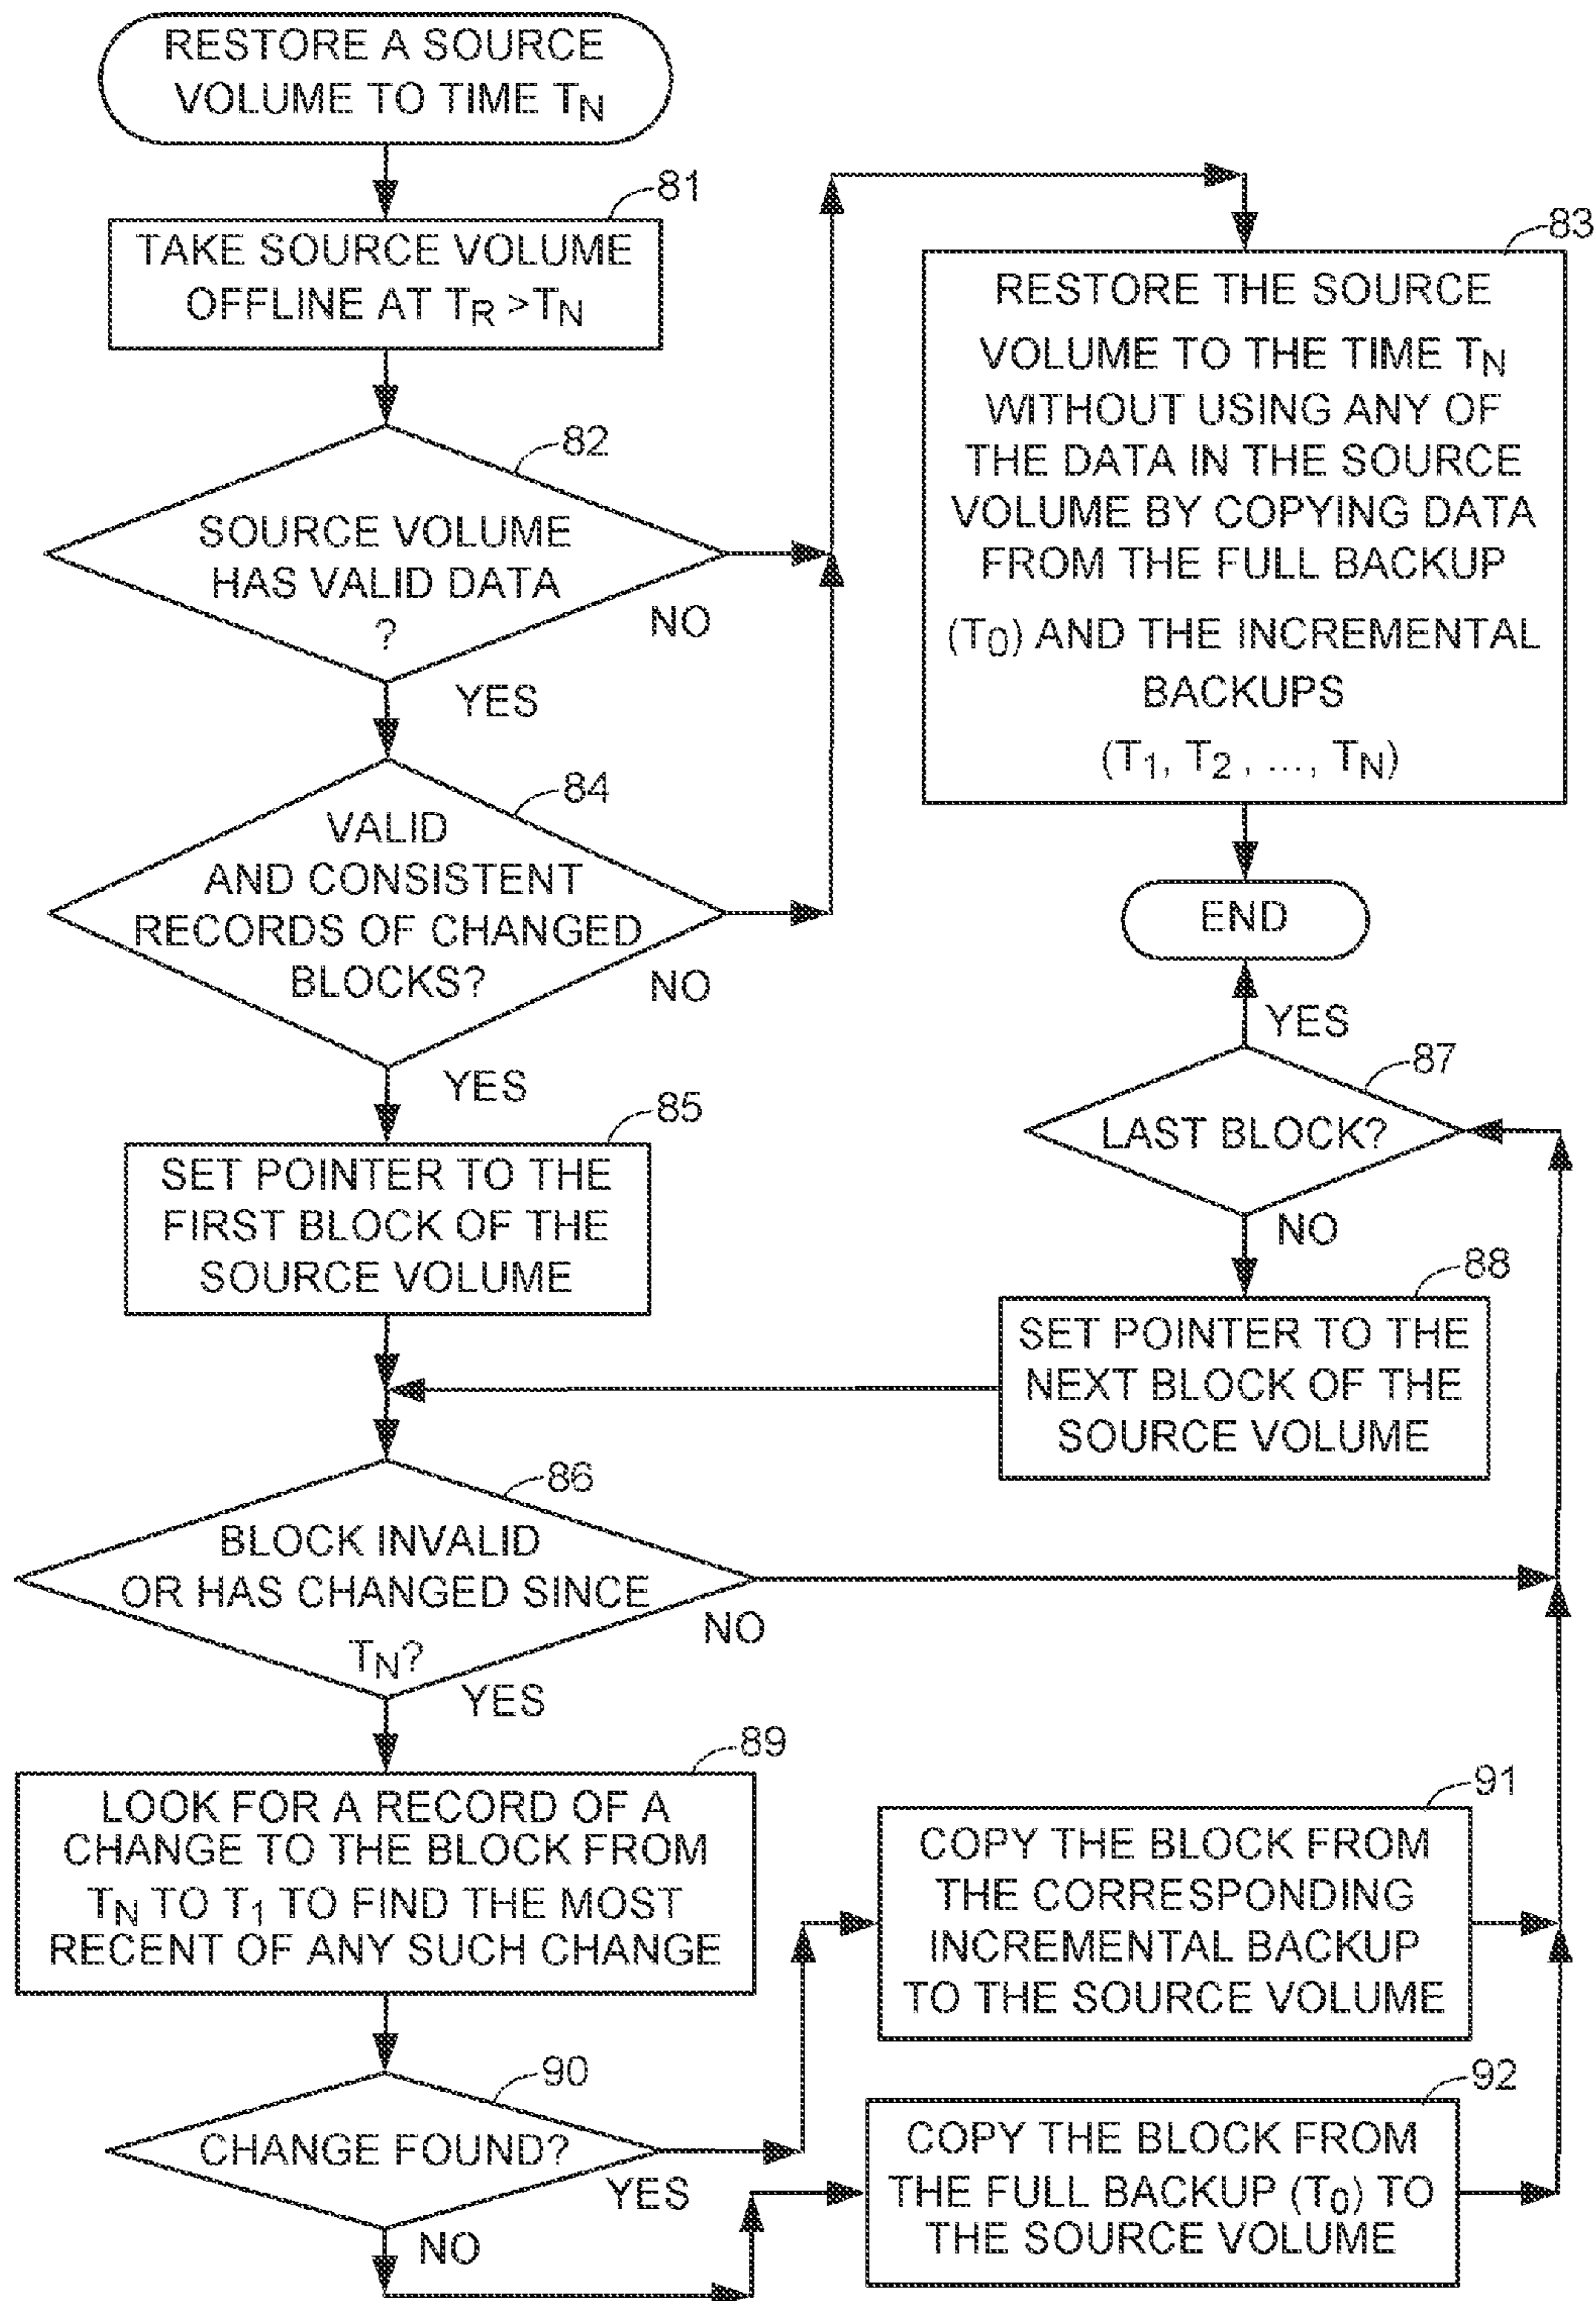 RESTORE A SOURCE
VOLUME TO TIME TN
81
TAKE SOURCE VOLUME
OFFLINE AT TR >TN
82
SOURCE VOLUME
HAS VALID DATA
?
NO
YES
83
RESTORE THE SOURCE
VOLUME TO THE TIME TN
WITHOUT USING ANY OF
THE DATA IN THE SOURCE
VOLUME BY COPYING DATA
FROM THE FULL BACKUP
(T0) AND THE INCREMENTAL
BACKUPS
(T1, T2 , ..., TN)
84
VALID
AND CONSISTENT
RECORDS OF CHANGED
BLOCKS?
NO
YES
END
YES
85
SET POINTER TO THE
FIRST BLOCK OF THE
SOURCE VOLUME
87
LAST BLOCK?
NO
88
SET POINTER TO THE
NEXT BLOCK OF THE
SOURCE VOLUME
86
BLOCK INVALID
OR HAS CHANGED SINCE
TN?
NO
YES
89
LOOK FOR A RECORD OF A
CHANGE TO THE BLOCK FROM
TN TO T1 TO FIND THE MOST
RECENT OF ANY SUCH CHANGE
90
CHANGE FOUND?
YES
NO
91
COPY THE BLOCK FROM
THE CORRESPONDING
INCREMENTAL BACKUP
TO THE SOURCE VOLUME
92
COPY THE BLOCK FROM
THE FULL BACKUP (T0) TO
THE SOURCE VOLUME